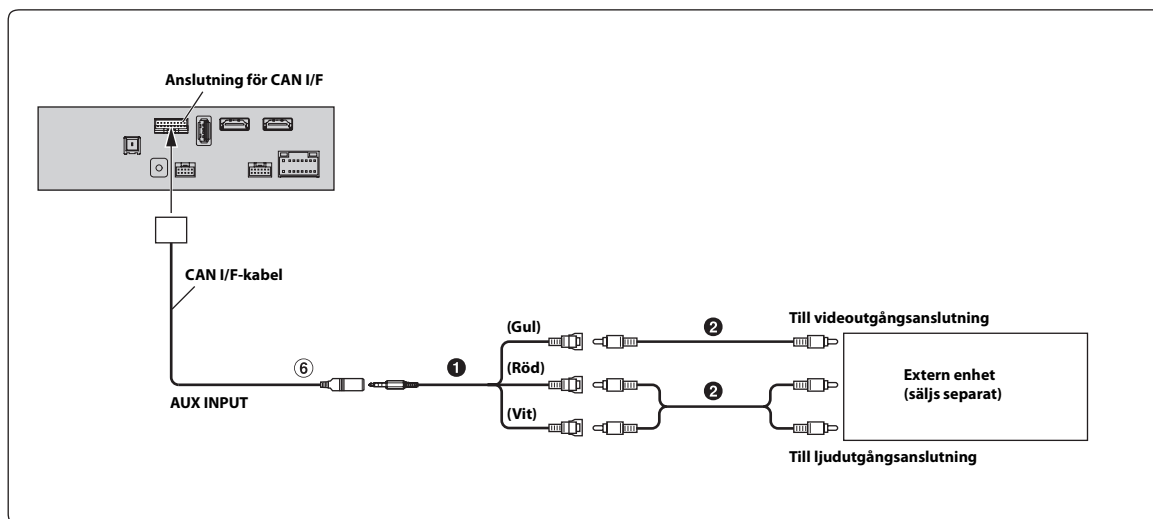 Anslutning för CAN I/F
CAN I/F-kabel
⑥
AUX INPUT
❶
(Gul)
(Röd)
(Vit)
❷
❷
Till videoutgångsanslutning
Extern enhet
(säljs separat)
Till ljudutgångsanslutning